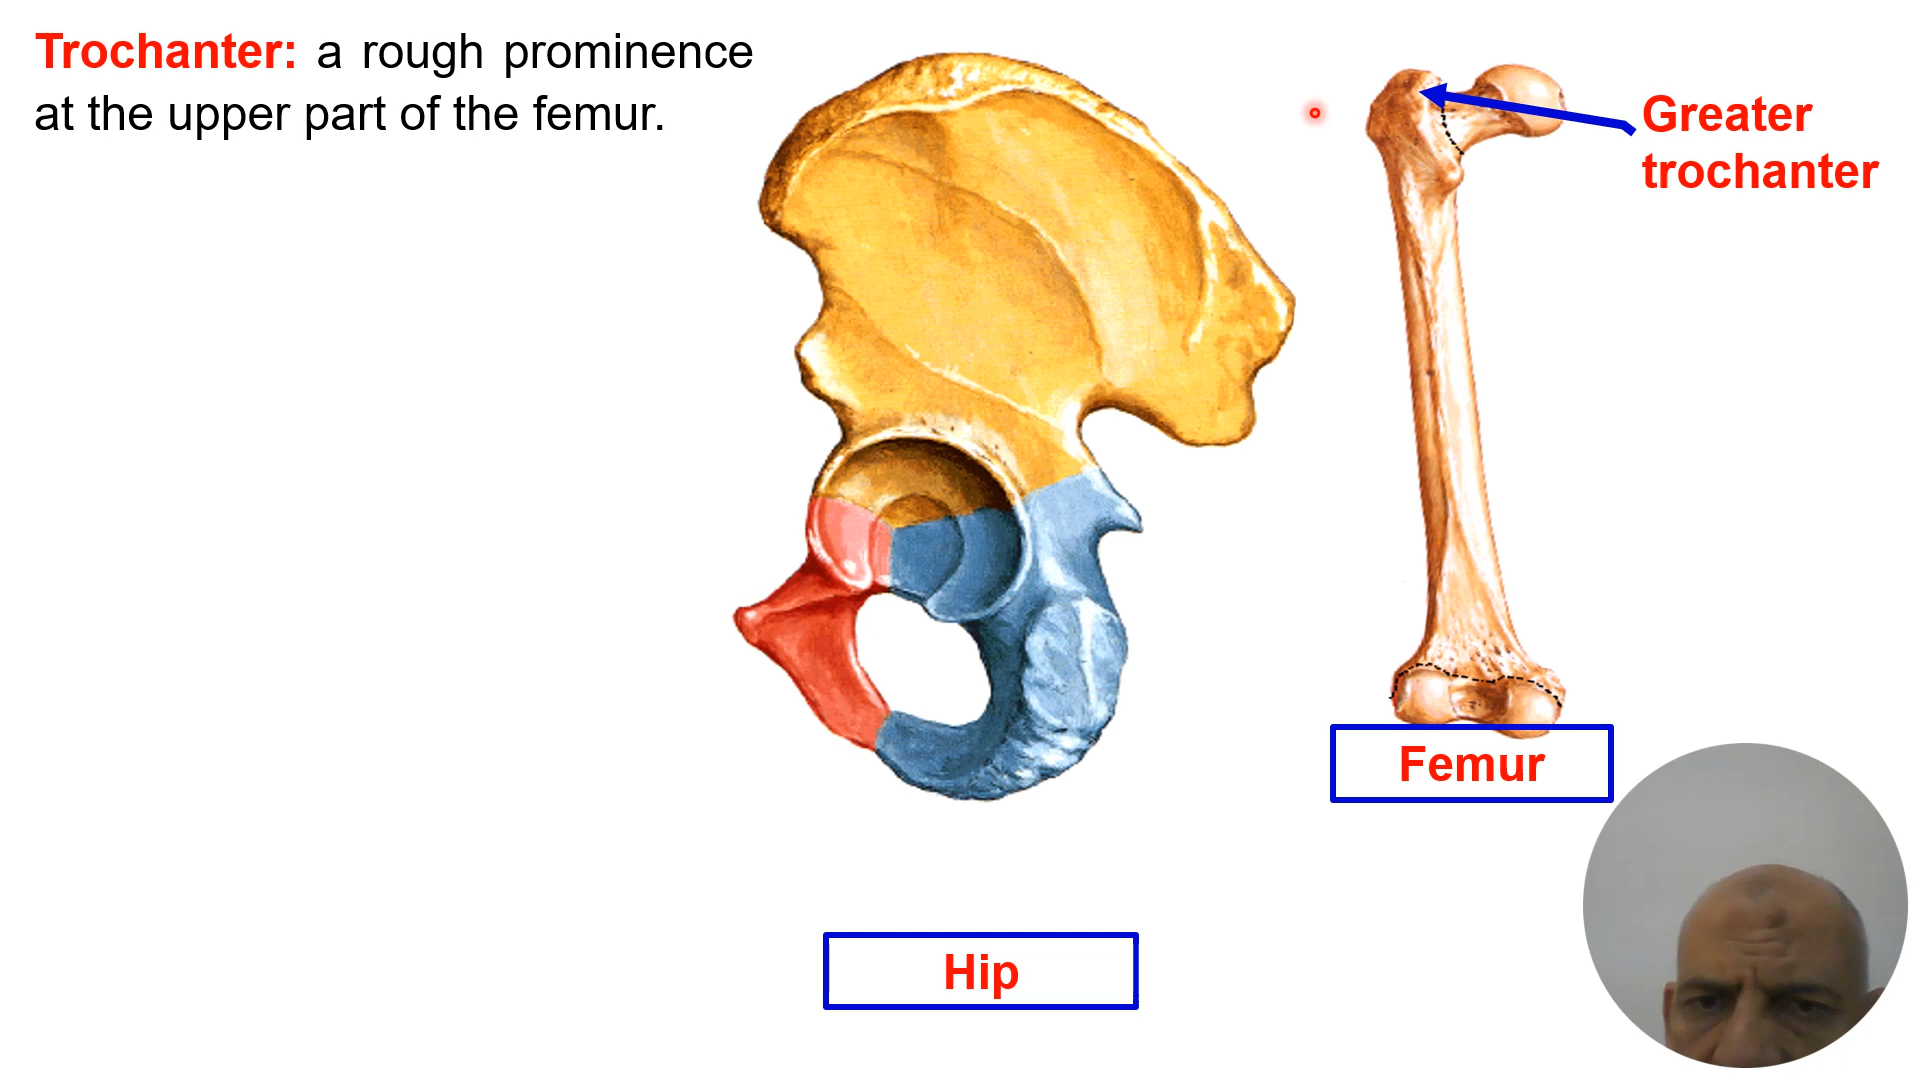 Trochanter: a rough prominence
at the upper part of the femur.
Greater
trochanter
Femur
Hip